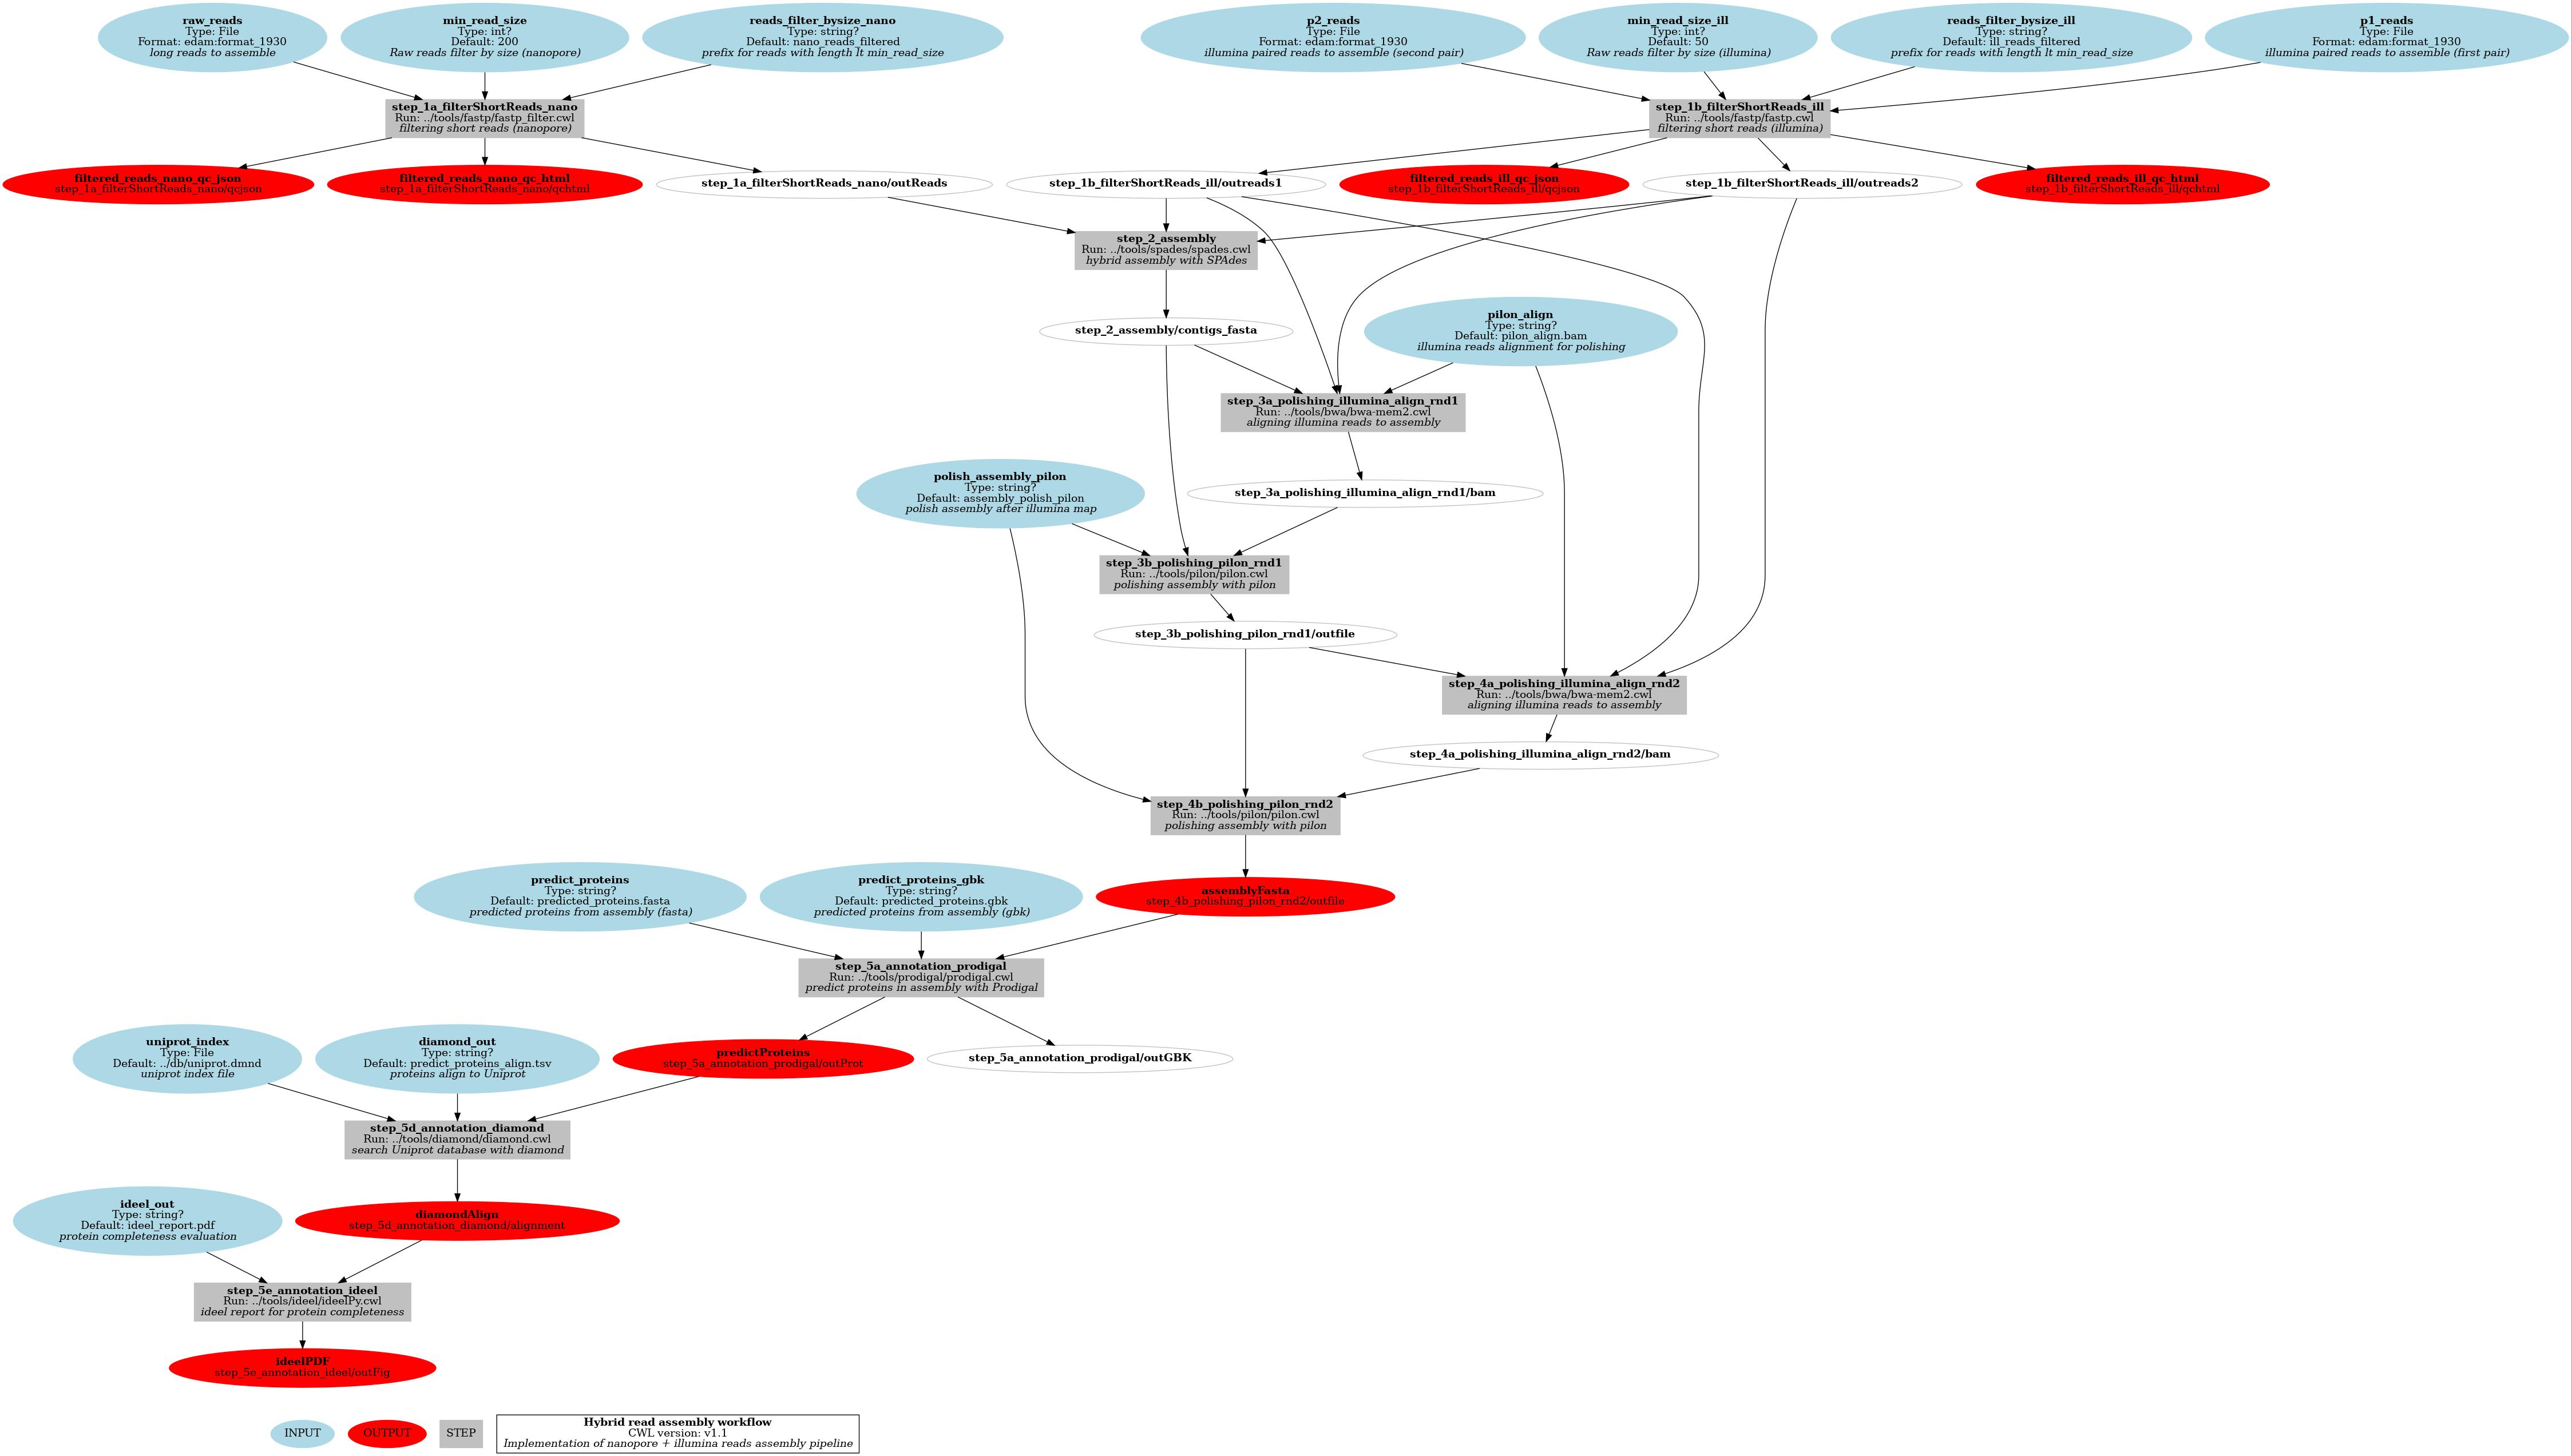 raw_reads
Type: File
Format: edam:format_1930
long reads to assemble
min_read_size
Type: int?
Default: 200
Raw reads filter by size (nanopore)
reads_filter_bysize_nano
Type: string?
Default: nano_reads_filtered
prefix for reads with length lt min_read_size
p2_reads
Type: File
Format: edam:format_1930
illumina paired reads to assemble (second pair)
min_read_size_ill
Type: int?
Default: 50
Raw reads filter by size (illumina)
reads_filter_bysize_ill
Type: string?
Default: ill_reads_filtered
prefix for reads with length lt min_read_size
p1_reads
Type: File
Format: edam:format_1930
illumina paired reads to assemble (first pair)
step_1a_filterShortReads_nano
Run: ../tools/fastp/fastp_filter.cwl
filtering short reads (nanopore)
step_1b_filterShortReads_ill
Run: ../tools/fastp/fastp.cwl
filtering short reads (illumina)
filtered_reads_nano_qc_json
step_1a_filterShortReads_nano/qcjson
filtered_reads_nano_qc_html
step_1a_filterShortReads_nano/qchtml
step_1a_filterShortReads_nano/outReads
step_1b_filterShortReads_ill/outreads1
filtered_reads_ill_qc_json
step_1b_filterShortReads_ill/qcjson
step_1b_filterShortReads_ill/outreads2
filtered_reads_ill_qc_html
step_1b_filterShortReads_ill/qchtml
step_2_assembly
Run: ../tools/spades/spades.cwl
hybrid assembly with SPAdes
step_2_assembly/contigs_fasta
pilon_align
Type: string?
Default: pilon_align.bam
illumina reads alignment for polishing
step_3a_polishing_illumina_align_rnd1
Run: ../tools/bwa/bwa-mem2.cwl
aligning illumina reads to assembly
polish_assembly_pilon
Type: string?
Default: assembly_polish_pilon
polish assembly after illumina map
step_3a_polishing_illumina_align_rnd1/bam
step_3b_polishing_pilon_rnd1
Run: ../tools/pilon/pilon.cwl
polishing assembly with pilon
step_3b_polishing_pilon_rnd1/outfile
step_4a_polishing_illumina_align_rnd2
Run: ../tools/bwa/bwa-mem2.cwl
aligning illumina reads to assembly
step_4a_polishing_illumina_align_rnd2/bam
step_4b_polishing_pilon_rnd2
Run: ../tools/pilon/pilon.cwl
polishing assembly with pilon
predict_proteins
Type: string?
Default: predicted_proteins.fasta
predicted proteins from assembly (fasta)
predict_proteins_gbk
Type: string?
Default: predicted_proteins.gbk
predicted proteins from assembly (gbk)
assemblyFasta
step_4b_polishing_pilon_rnd2/outfile
step_5a_annotation_prodigal
Run: ../tools/prodigal/prodigal.cwl
predict proteins in assembly with Prodigal
uniprot_index
Type: File
Default: ../db/uniprot.dmnd
uniprot index file
diamond_out
Type: string?
Default: predict_proteins_align.tsv
proteins align to Uniprot
predictProteins
step_5a_annotation_prodigal/outProt
step_5a_annotation_prodigal/outGBK
step_5d_annotation_diamond
Run: ../tools/diamond/diamond.cwl
search Uniprot database with diamond
ideel_out
Type: string?
Default: ideel_report.pdf
protein completeness evaluation
diamondAlign
step_5d_annotation_diamond/alignment
step_5e_annotation_ideel
Run: ../tools/ideel/ideelPy.cwl
ideel report for protein completeness
ideelPDF
step_5e_annotation_ideel/outFig
INPUT
OUTPUT
STEP
Hybrid read assembly workflow
CWL version: v1.1
Implementation of nanopore + illumina reads assembly pipeline